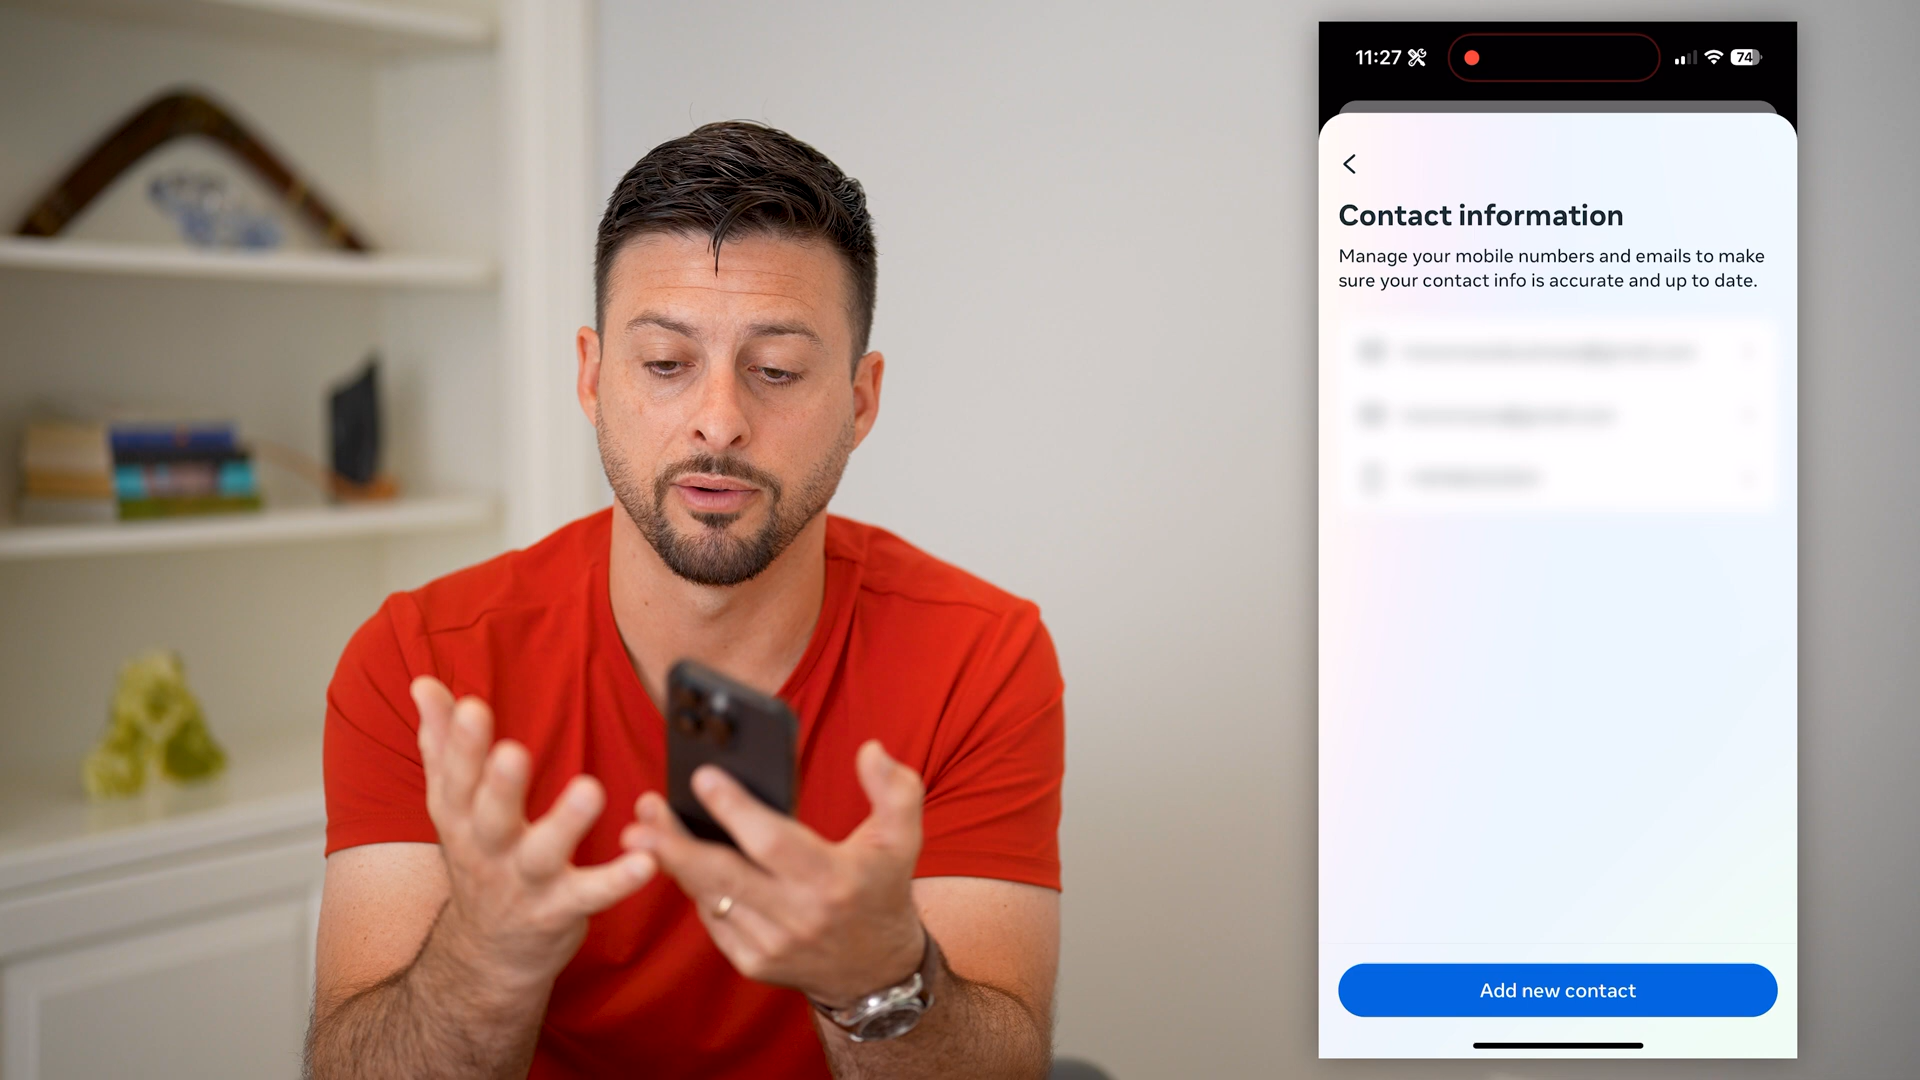 11:27
74
Contact information
Manage your mobile numbers and emails to make
sure your contact info is accurate and up to date.
Add new contact